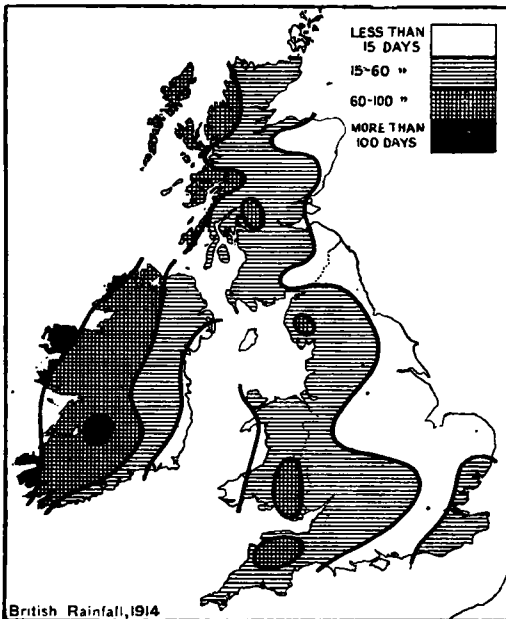 LESS THAN
15 DAYS
15-60 "
60-100 "
MORE THAN
100 DAYS
British Rainfall, 1914